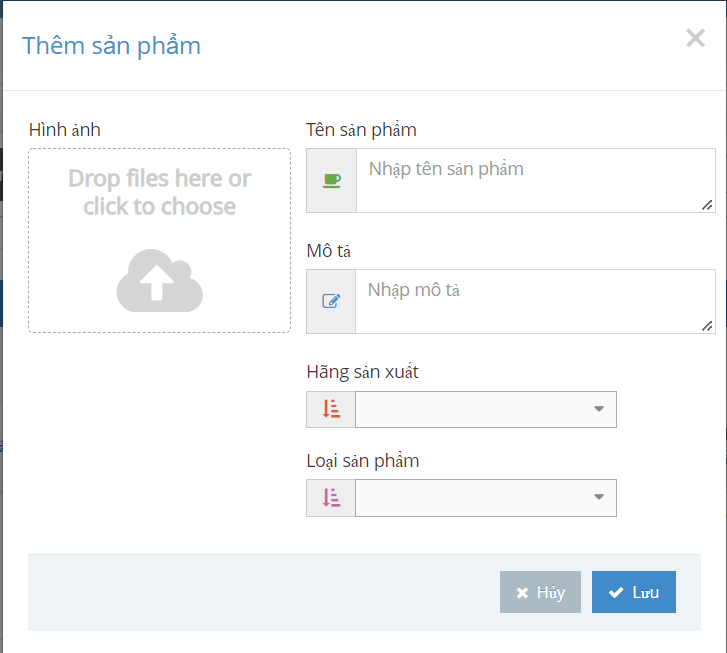 Thêm sản phẩm
Hình ảnh
Drop files here or
click to choose
Tên sản phẩm
Nhập tên sản phẩm
Mô tả
Nhập mô tả
Hãng sản xuất
Loại sản phẩm
Hủy
Lưu